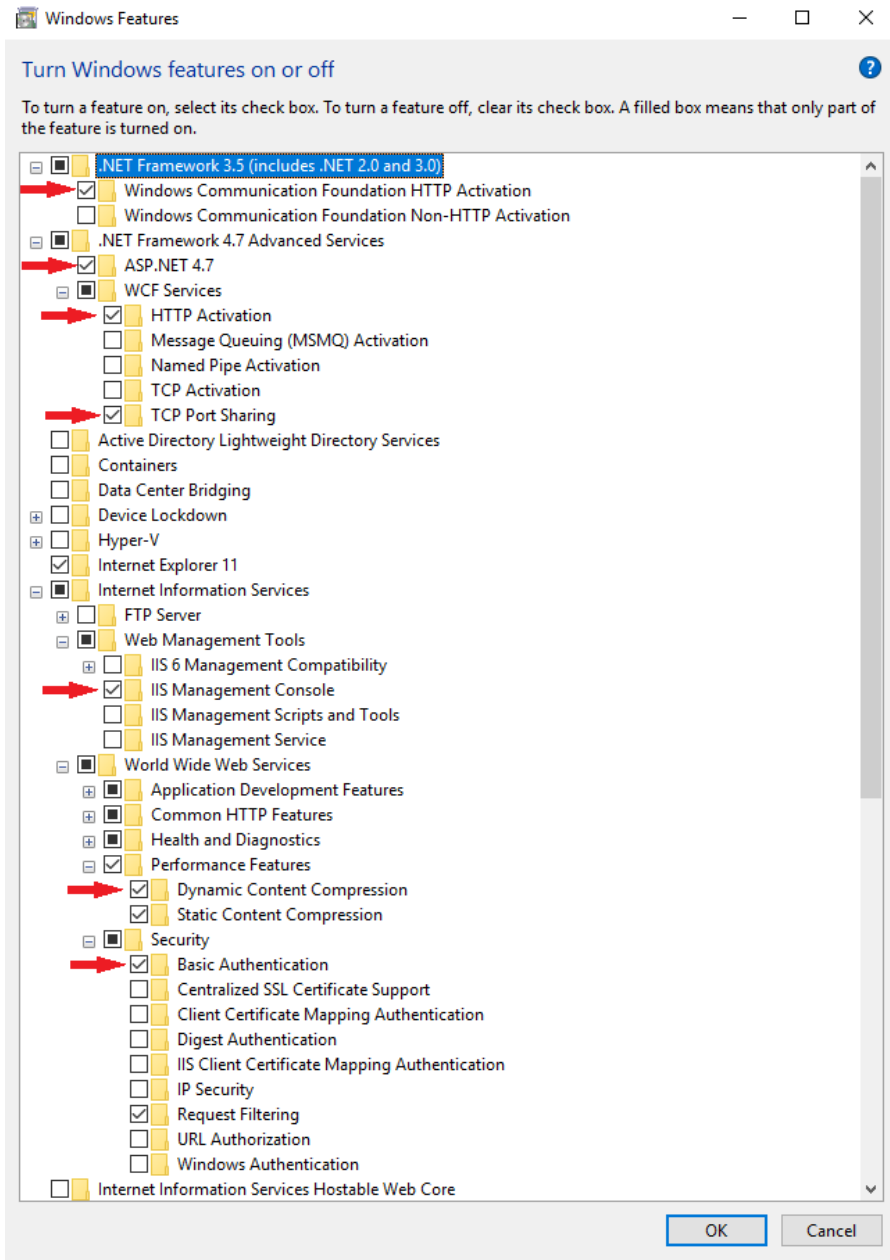 Windows Features
Turn Windows features on or off
To turn a feature on, select its check box. To turn a feature off, clear its check box. A filled box means that only part of
the feature is turned on.
.NET Framework 3.5 (includes .NET 2.0 and 3.0)
Windows Communication Foundation HTTP Activation
Windows Communication Foundation Non-HTTP Activation
.NET Framework 4.7 Advanced Services
ASP.NET 4.7
WCF Services
HTTP Activation
Message Queuing (MSMQ) Activation
Named Pipe Activation
TCP Activation
TCP Port Sharing
Active Directory Lightweight Directory Services
Containers
Data Center Bridging
Device Lockdown
Hyper-V
Internet Explorer 11
Internet Information Services
FTP Server
Web Management Tools
IIS 6 Management Compatibility
IIS Management Console
IIS Management Scripts and Tools
IIS Management Service
World Wide Web Services
Application Development Features
Common HTTP Features
Health and Diagnostics
Performance Features
Dynamic Content Compression
Static Content Compression
Security
Basic Authentication
Centralized SSL Certificate Support
Client Certificate Mapping Authentication
Digest Authentication
IIS Client Certificate Mapping Authentication
IP Security
Request Filtering
URL Authorization
Windows Authentication
Internet Information Services Hostable Web Core
OK
Cancel